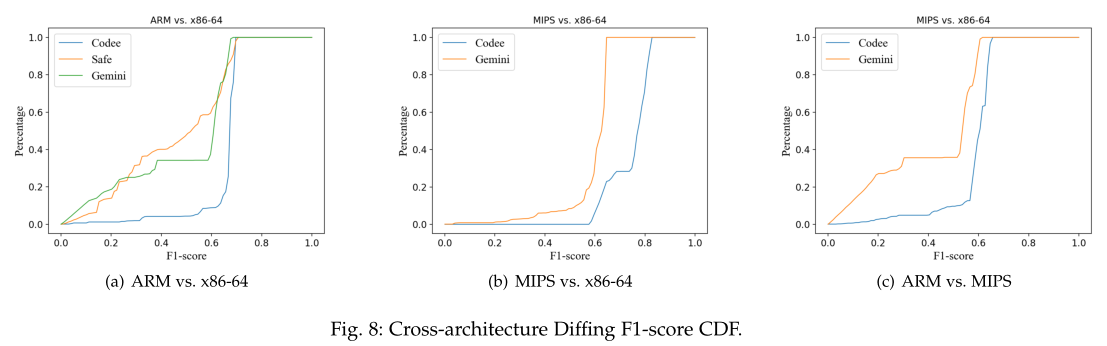 ARM vs. x86-64
Codee
Safe
Gemini
Percentage
1.0
0.8
0.6
0.4
0.2
0.0
0.0 0.2 0.4 0.6 0.8 1.0
F1-score
(a) ARM vs. x86-64
MIPS vs. x86-64
Codee
Gemini
Percentage
1.0
0.8
0.6
0.4
0.2
0.0
0.0 0.2 0.4 0.6 0.8 1.0
F1-score
(b) MIPS vs. x86-64
MIPS vs. x86-64
Codee
Gemini
Percentage
1.0
0.8
0.6
0.4
0.2
0.0
0.0 0.2 0.4 0.6 0.8 1.0
F1-score
(c) ARM vs. MIPS
Fig. 8: Cross-architecture Diffing F1-score CDF.